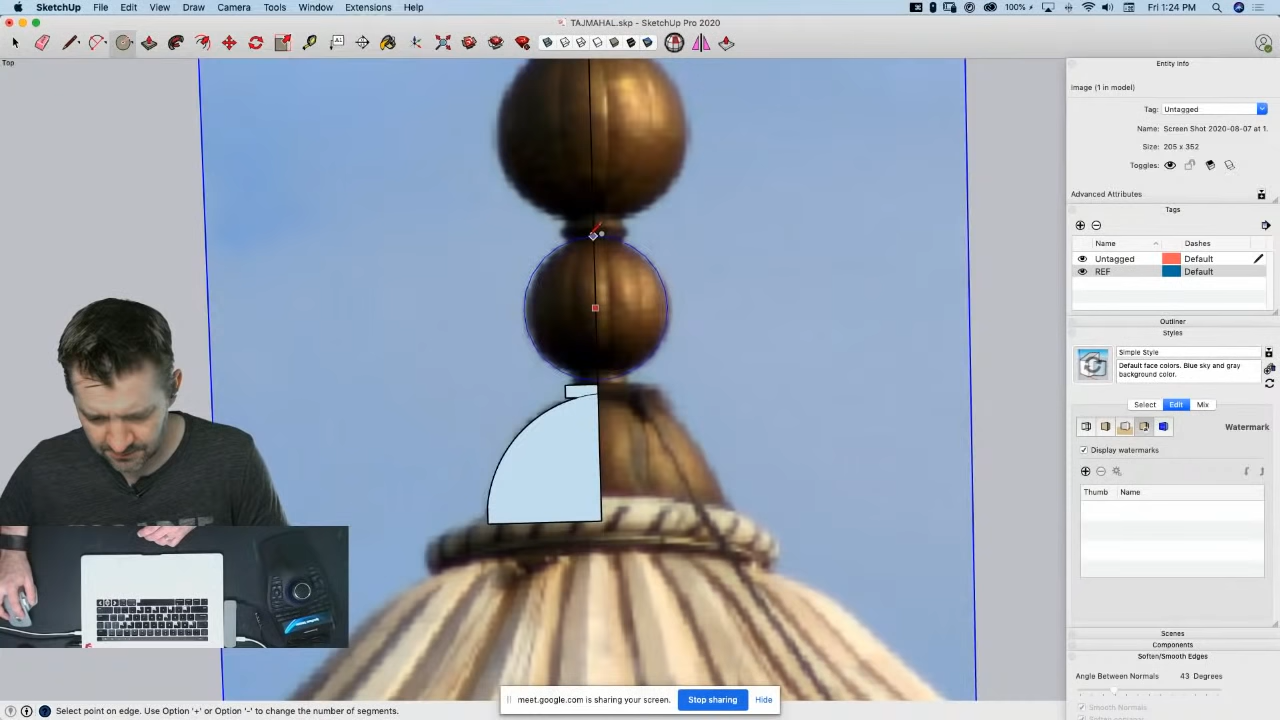 SketchUp File Edit View Draw Camera Tools Window Extensions Help
100% Fri 1:24 PM
TAJMAHAL.skp - SketchUp Pro 2020
Top
Entity Info
Image (1 in model)
Tag: Untagged
Name: Screen Shot 2020-08-07 at 1.
Size: 205 x 352
Toggles:
Advanced Attributes
Tags
Name Dashes
Untagged Default
REF Default
Outliner
Styles
Simple Style
Default face colors. Blue sky and gray
background color.
Select Edit Mix
Watermark
Display watermarks
Thumb Name
Scenes
Components
Soften/Smooth Edges
Angle Between Normals 43 Degrees
Smooth Normals
meet.google.com is sharing your screen. Stop sharing Hide
Select point on edge. Use Option '+' or Option '-' to change the number of segments.